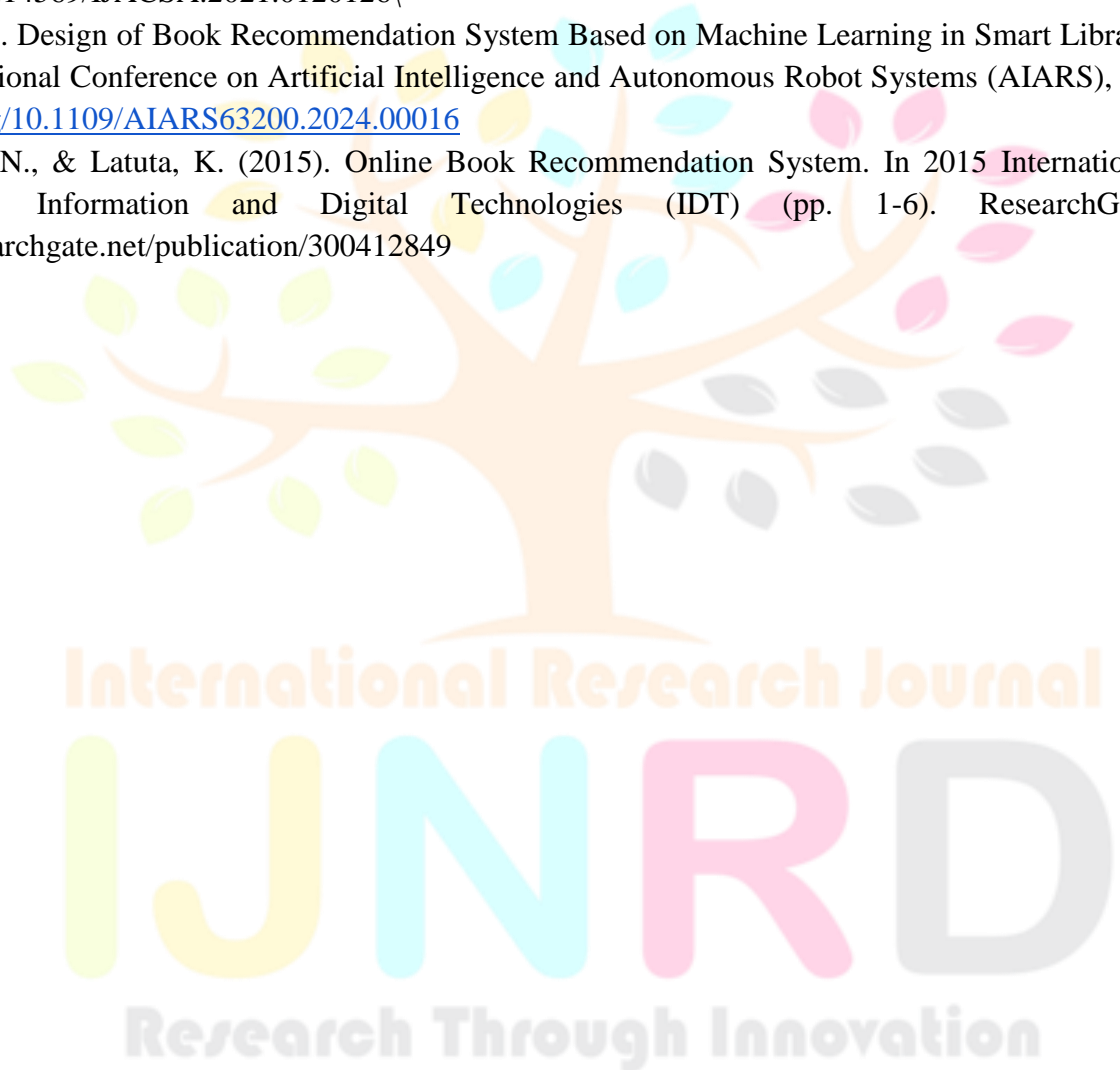 . Design of Book Recommendation System Based on Machine Learning in Smart Libra
ional Conference on Artificial Intelligence and Autonomous Robot Systems (AIARS),
/10.1109/AIARS63200.2024.00016
N., & Latuta, K. (2015). Online Book Recommendation System. In 2015 Internatio
Information and Digital Technologies (IDT) (pp. 1-6). ResearchG
archgate.net/publication/300412849
International Research Journal
IJNRD
Research Through Innovation